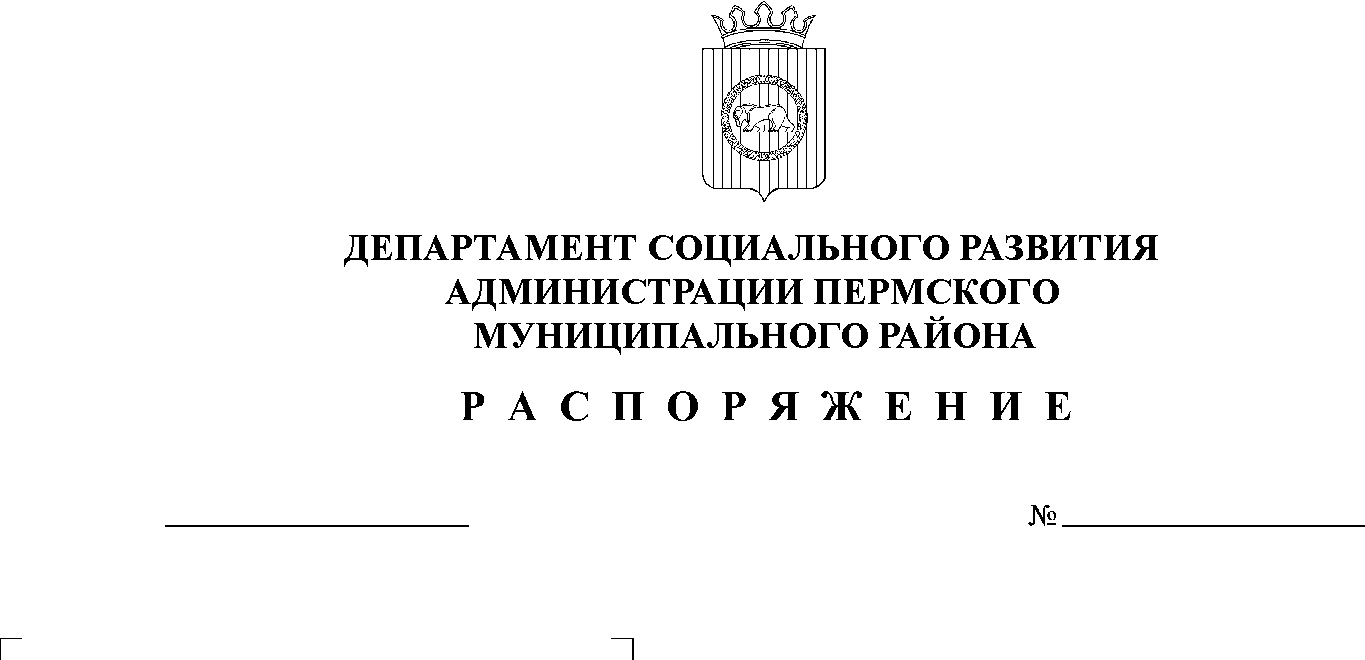 ДЕПАРТАМЕНТ СОЦИАЛЬНОГО РАЗВИТИЯ
АДМИНИСТРАЦИИ ПЕРМСКОГО
МУНИЦИПАЛЬНОГО РАЙОНА
Р А С П О Р Я Ж Е Н И Е
№